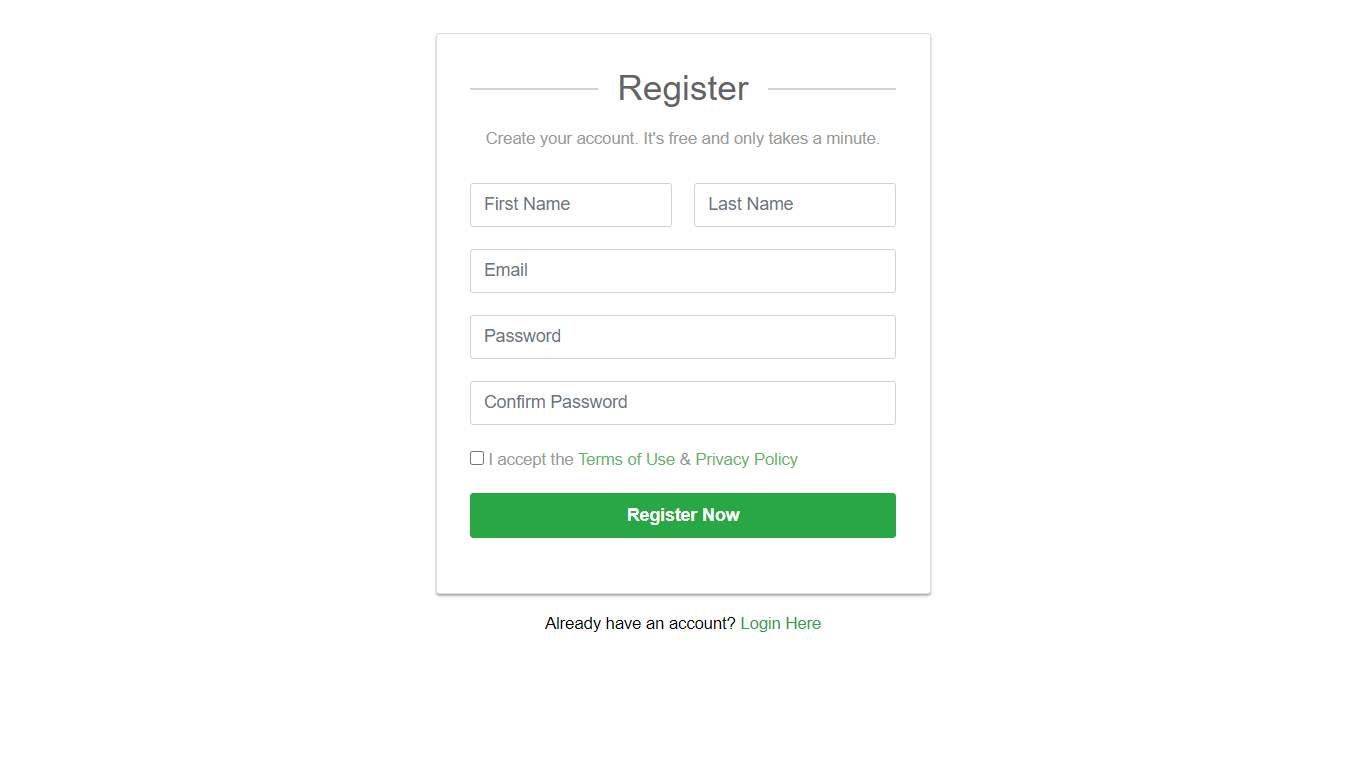 Register
Create your account. It's free and only takes a minute.
First Name Last Name
Email
Password
Confirm Password
I accept the Terms of Use & Privacy Policy
Register Now
Already have an account? Login Here